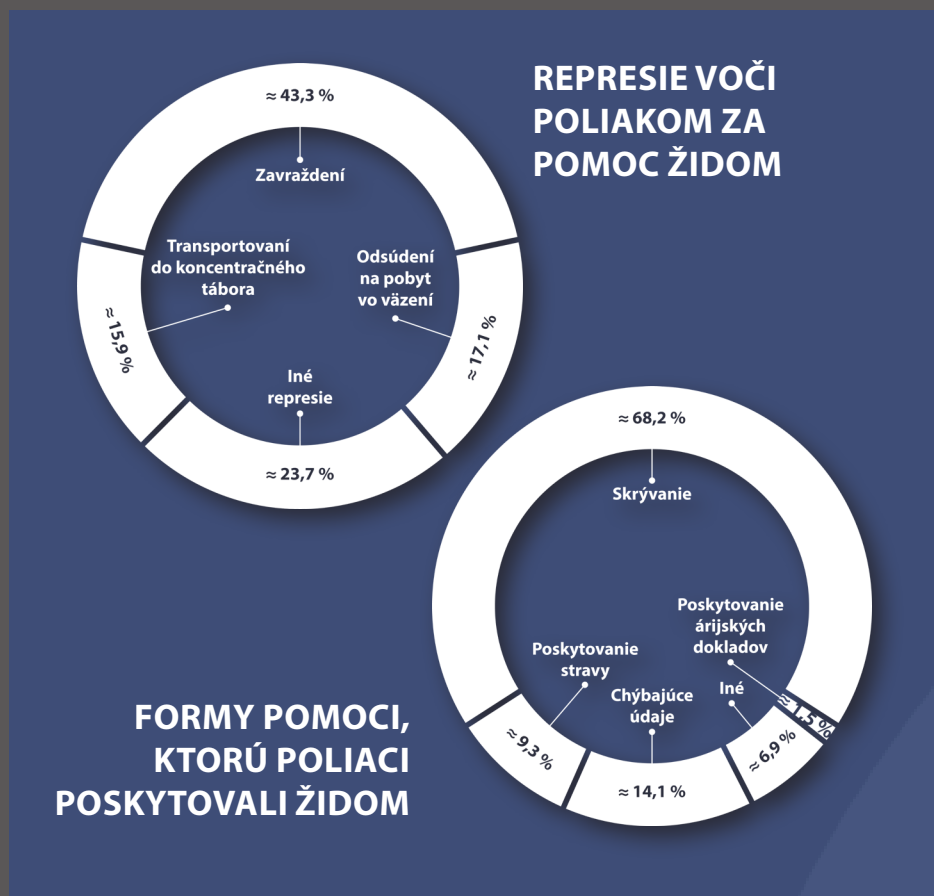 REPRESIE VOČI
POLIAKOM ZA
POMOC ŽIDOM
≈ 43,3 %
Zavraždení
Transportovaní
do koncentračného
tábora
≈ 15,9 %
Odsúdení
na pobyt
vo väzení
≈ 17,1 %
Iné
represie
≈ 23,7 %
FORMY POMOCI,
KTORÚ POLIACI
POSKYTOVALI ŽIDOM
≈ 68,2 %
Skrývanie
Poskytovanie
árijských
dokladov
≈ 1,5 %
Poskytovanie
stravy
≈ 9,3 %
Chýbajúce
údaje
≈ 14,1 %
Iné
≈ 6,9 %